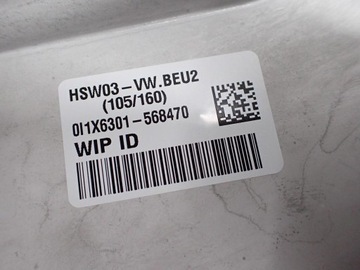 HSW03-VW.BEU2
(105/160)
0I1X6301-568470
WIP ID